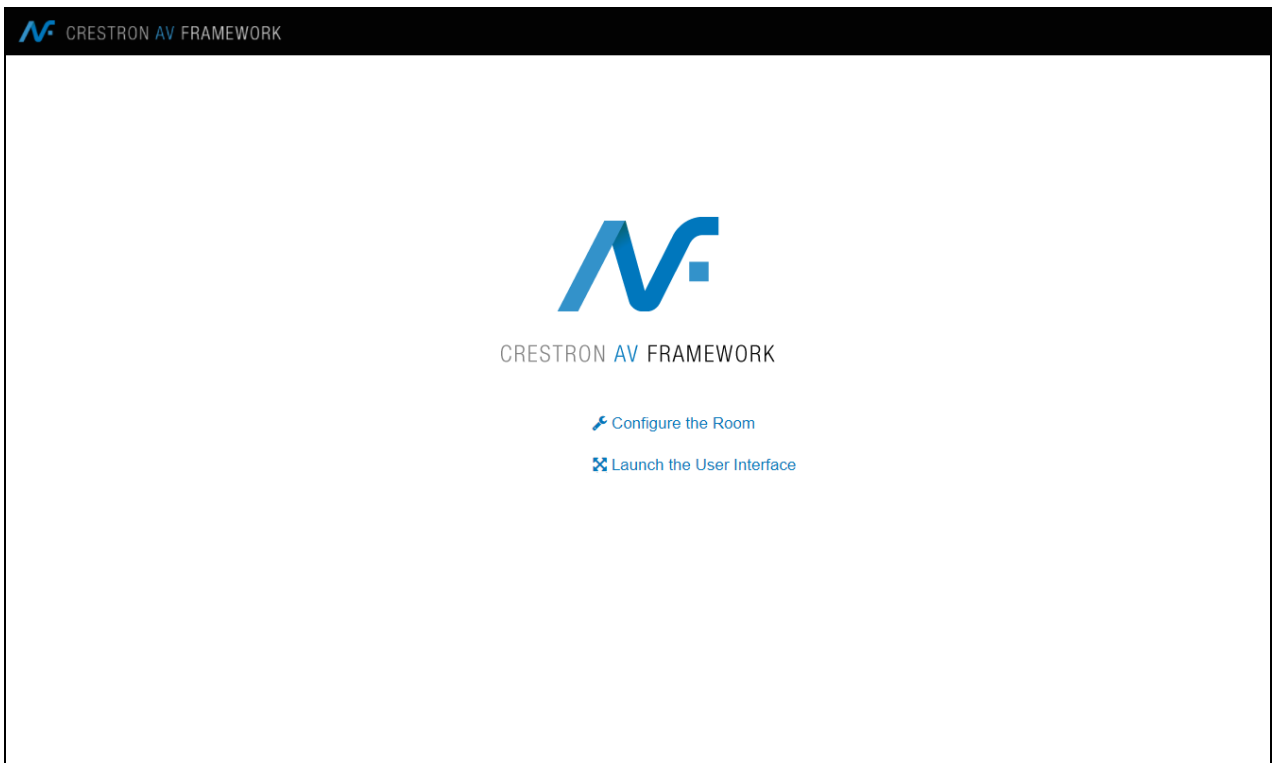 CRESTRON AV FRAMEWORK
CRESTRON AV FRAMEWORK
Configure the Room
Launch the User Interface